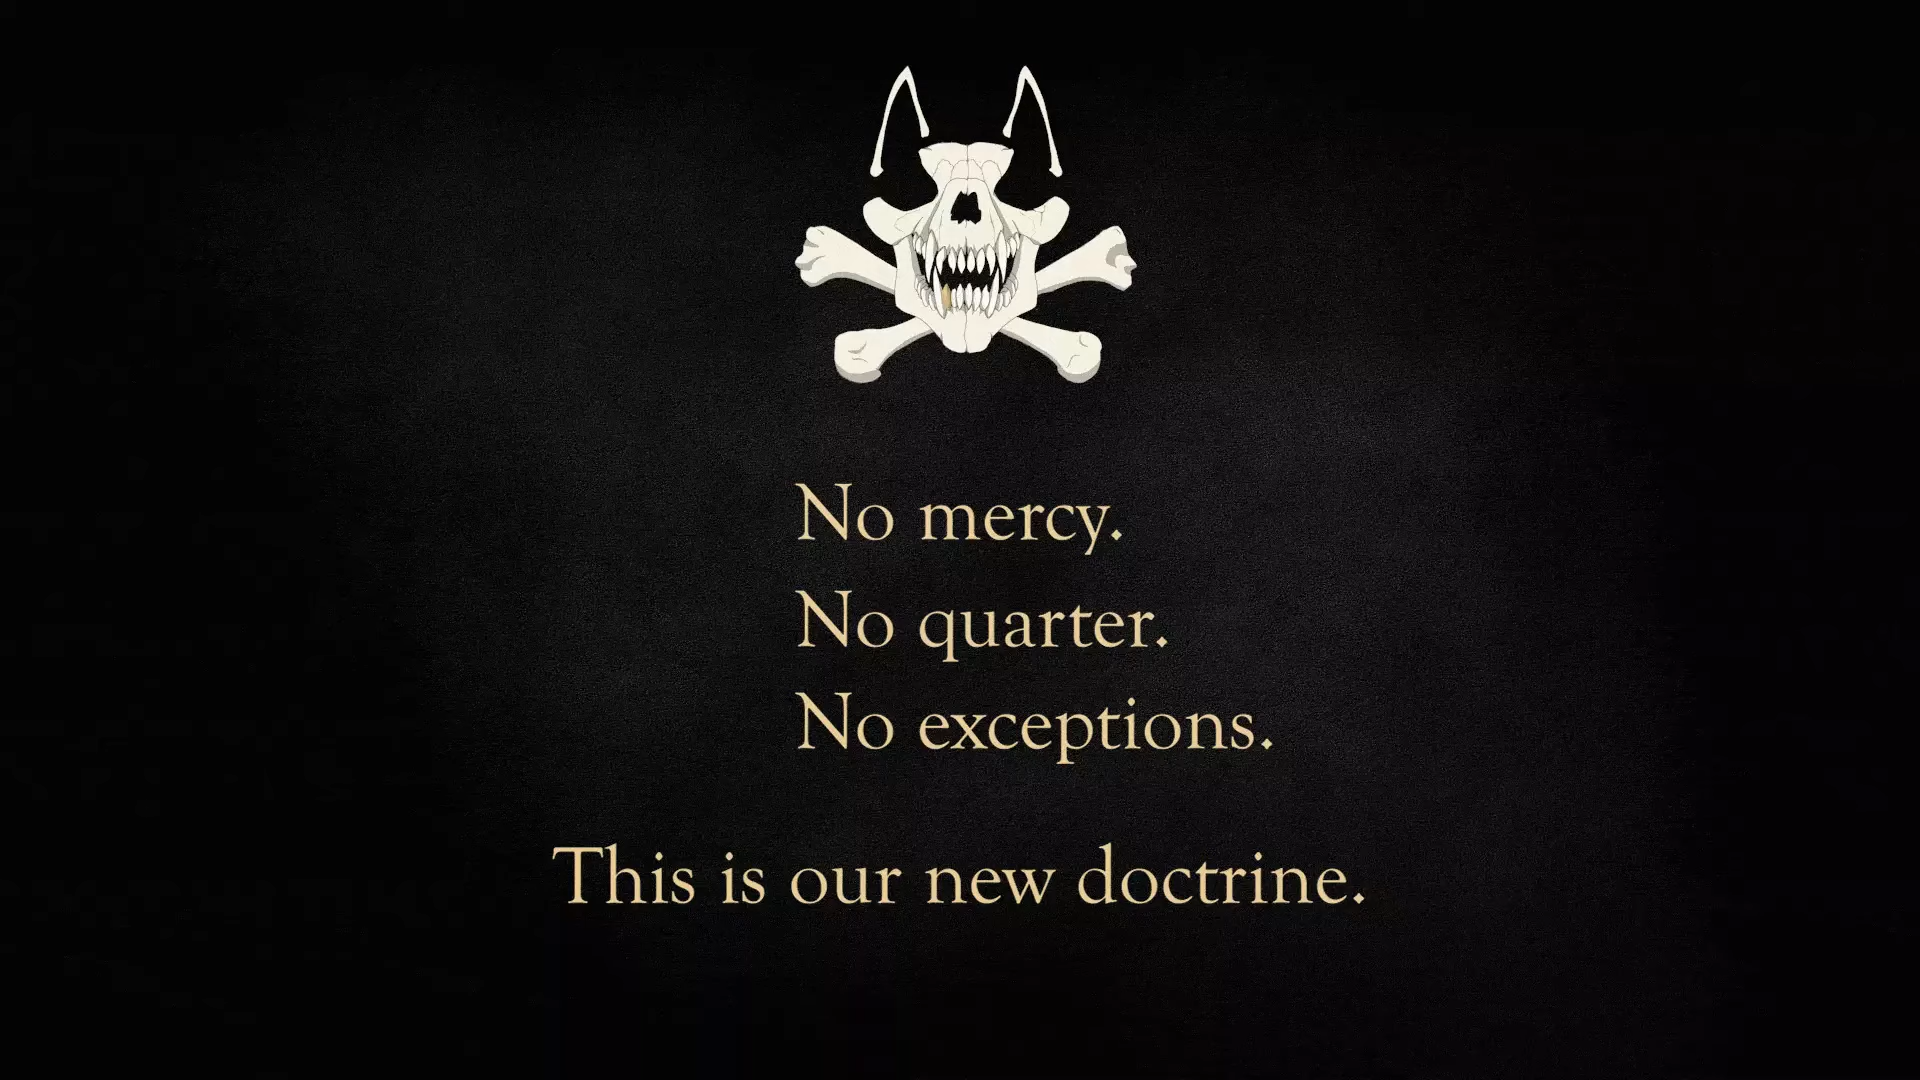 No mercy.
No quarter.
No exceptions.
This is our new doctrine.